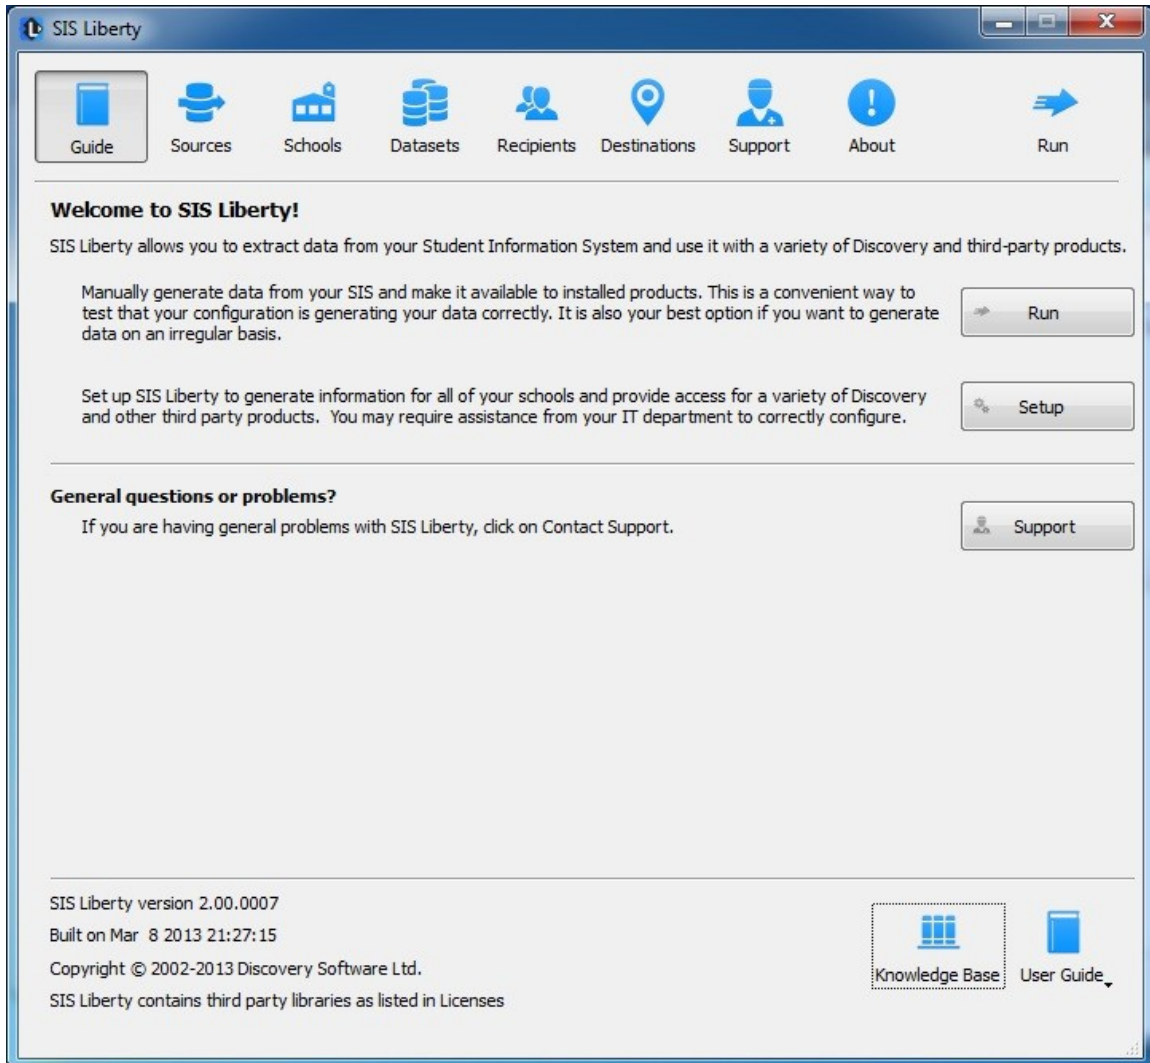 SIS Liberty
Guide
Sources
Schools
Datasets
Recipients
Destinations
Support
About
Run
Welcome to SIS Liberty!
SIS Liberty allows you to extract data from your Student Information System and use it with a variety of Discovery and third-party products.
Manually generate data from your SIS and make it available to installed products. This is a convenient way to
test that your configuration is generating your data correctly. It is also your best option if you want to generate
data on an irregular basis.
Run
Set up SIS Liberty to generate information for all of your schools and provide access for a variety of Discovery
and other third party products.  You may require assistance from your IT department to correctly configure.
Setup
General questions or problems?
If you are having general problems with SIS Liberty, click on Contact Support.
Support
SIS Liberty version 2.00.0007
Built on Mar  8 2013 21:27:15
Copyright © 2002-2013 Discovery Software Ltd.
SIS Liberty contains third party libraries as listed in Licenses
Knowledge Base
User Guide